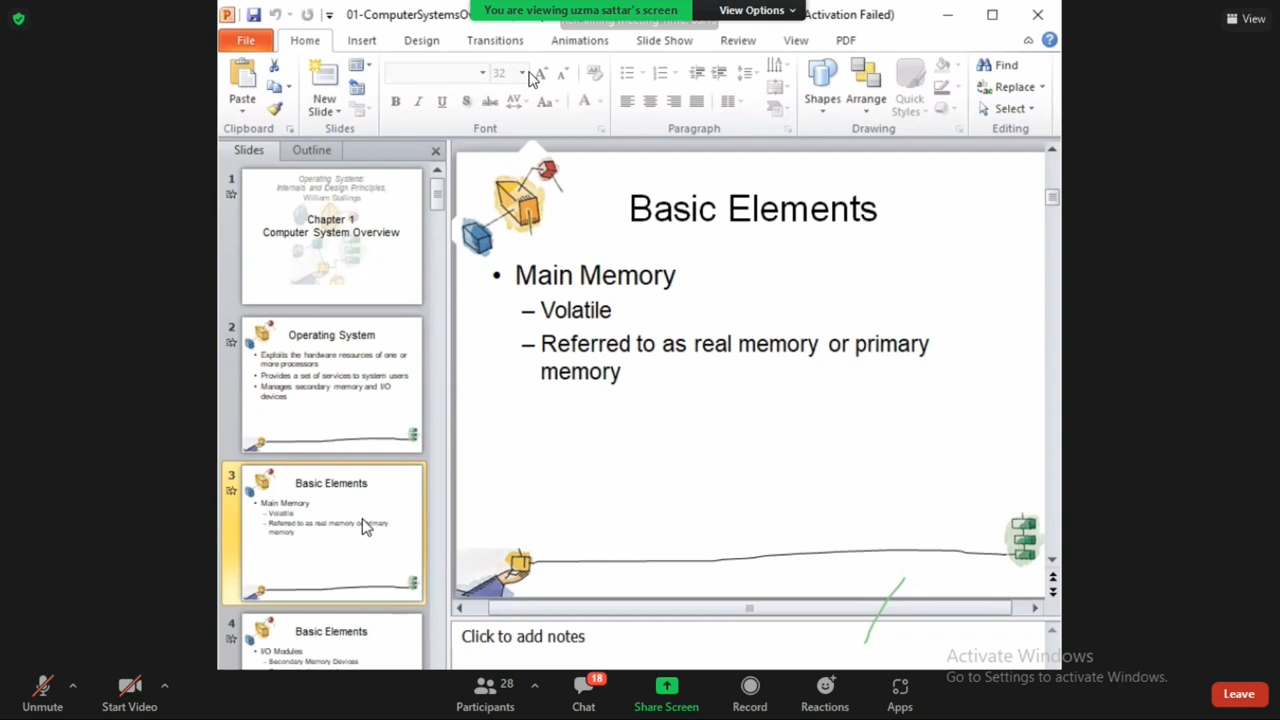 You are viewing uzma sattar's screen
View Options
01-ComputerSystemsOv
Activation Failed)
View
File
Home
Insert
Design
Transitions
Animations
Slide Show
Review
View
PDF
Paste
New
Slide
32
Shapes
Arrange
Quick
Styles
Find
Replace
Select
Clipboard
Slides
Font
Paragraph
Drawing
Editing
Slides
Outline
1
Operating Systems:
Internals and Design Principles,
William Stallings
Chapter 1
Computer System Overview
2
Operating System
• Exploits the hardware resources of one or
more processors
• Provides a set of services to system users
• Manages secondary memory and I/O
devices
3
Basic Elements
• Main Memory
– Volatile
– Referred to as real memory or primary
memory
4
Basic Elements
• I/O Modules
– Secondary Memory Devices
Basic Elements
• Main Memory
– Volatile
– Referred to as real memory or primary
memory
Click to add notes
Activate Windows
Go to Settings to activate Windows.
Unmute
Start Video
28
Participants
18
Chat
Share Screen
Record
Reactions
Apps
Leave